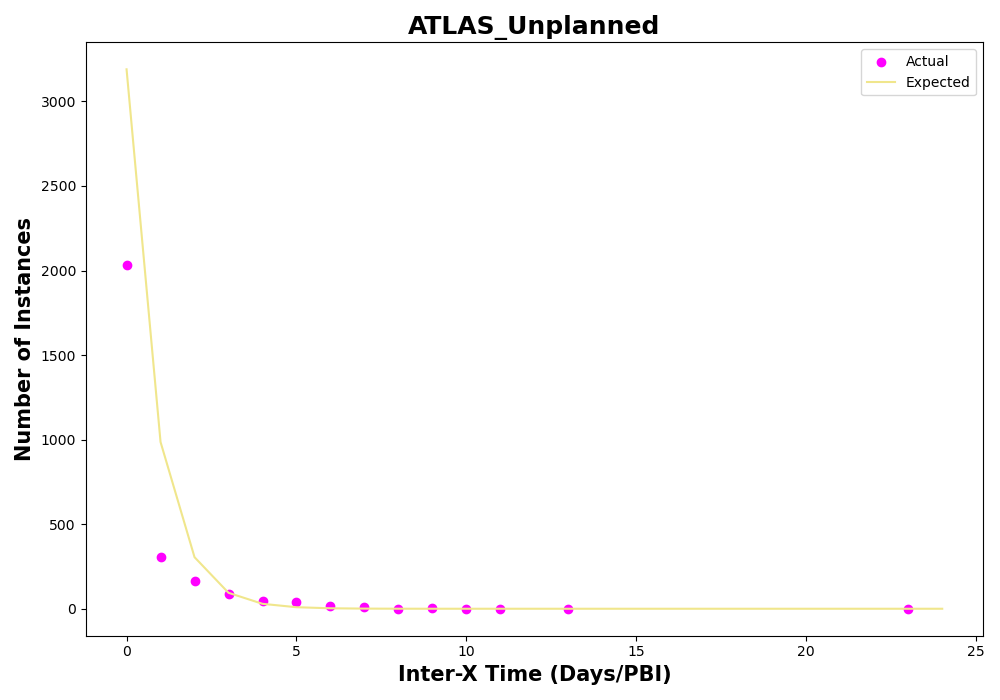 ATLAS_Unplanned
Actual
Expected
3000
2500
2000
1500
1000
500
0
Number of Instances
0 5 10 15 20 25
Inter-X Time (Days/PBI)